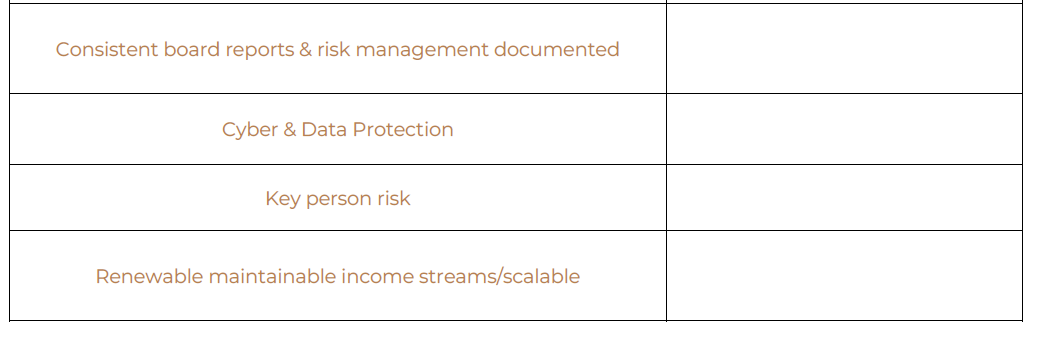 Consistent board reports & risk management documented
Cyber & Data Protection
Key person risk
Renewable maintainable income streams/scalable